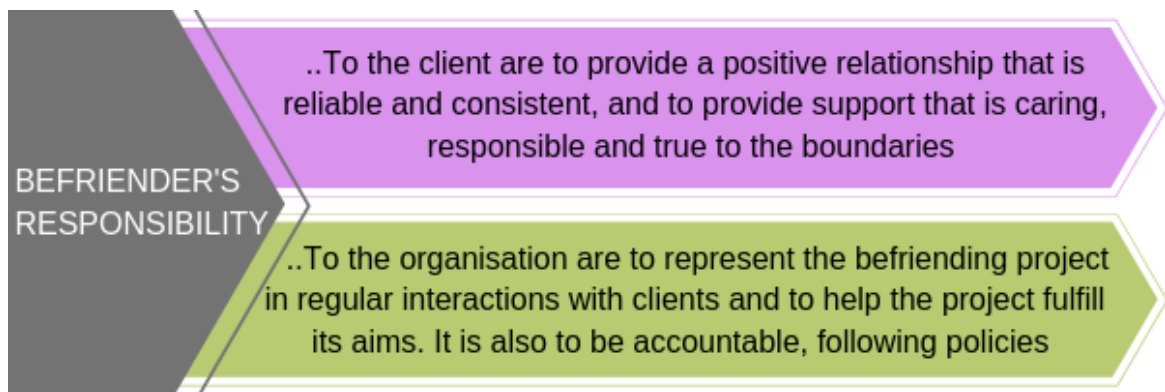 BEFRIENDER'S
RESPONSIBILITY
..To the client are to provide a positive relationship that is
reliable and consistent, and to provide support that is caring,
responsible and true to the boundaries
..To the organisation are to represent the befriending project
in regular interactions with clients and to help the project fulfill
its aims. It is also to be accountable, following policies